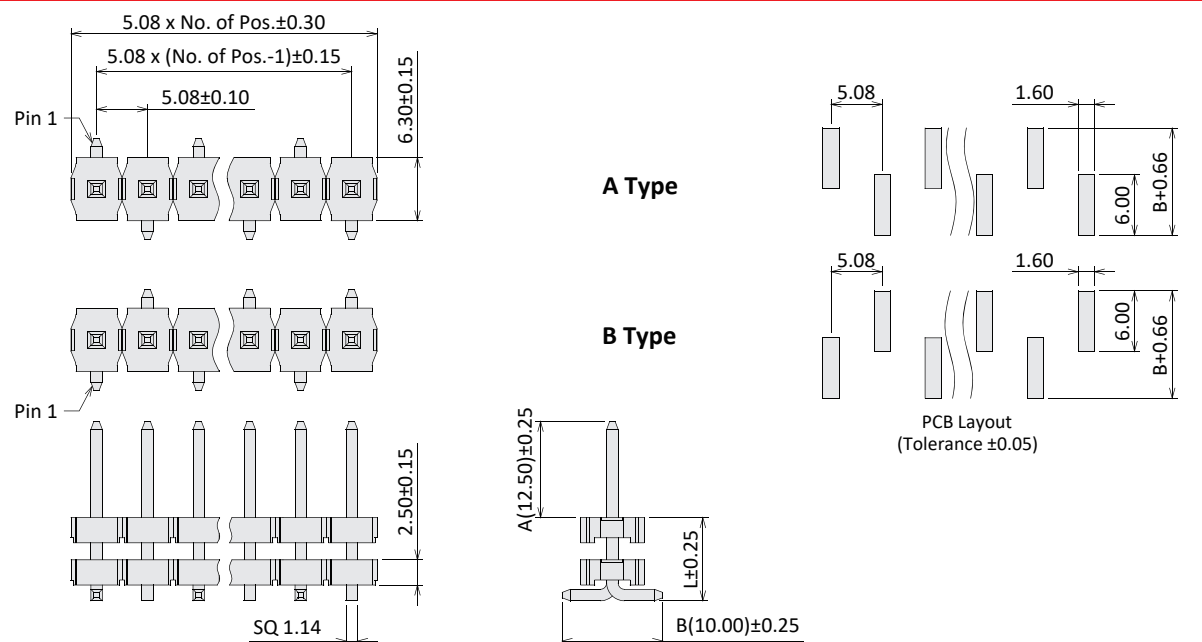 5.08 x No. of Pos.±0.30
5.08 x (No. of Pos.-1)±0.15
5.08±0.10
6.30±0.15
Pin 1
A Type
5.08
1.60
6.00
B+0.66
Pin 1
B Type
5.08
1.60
6.00
B+0.66
PCB Layout
(Tolerance ±0.05)
2.50±0.15
SQ 1.14
A(12.50)±0.25
L±0.25
B(10.00)±0.25